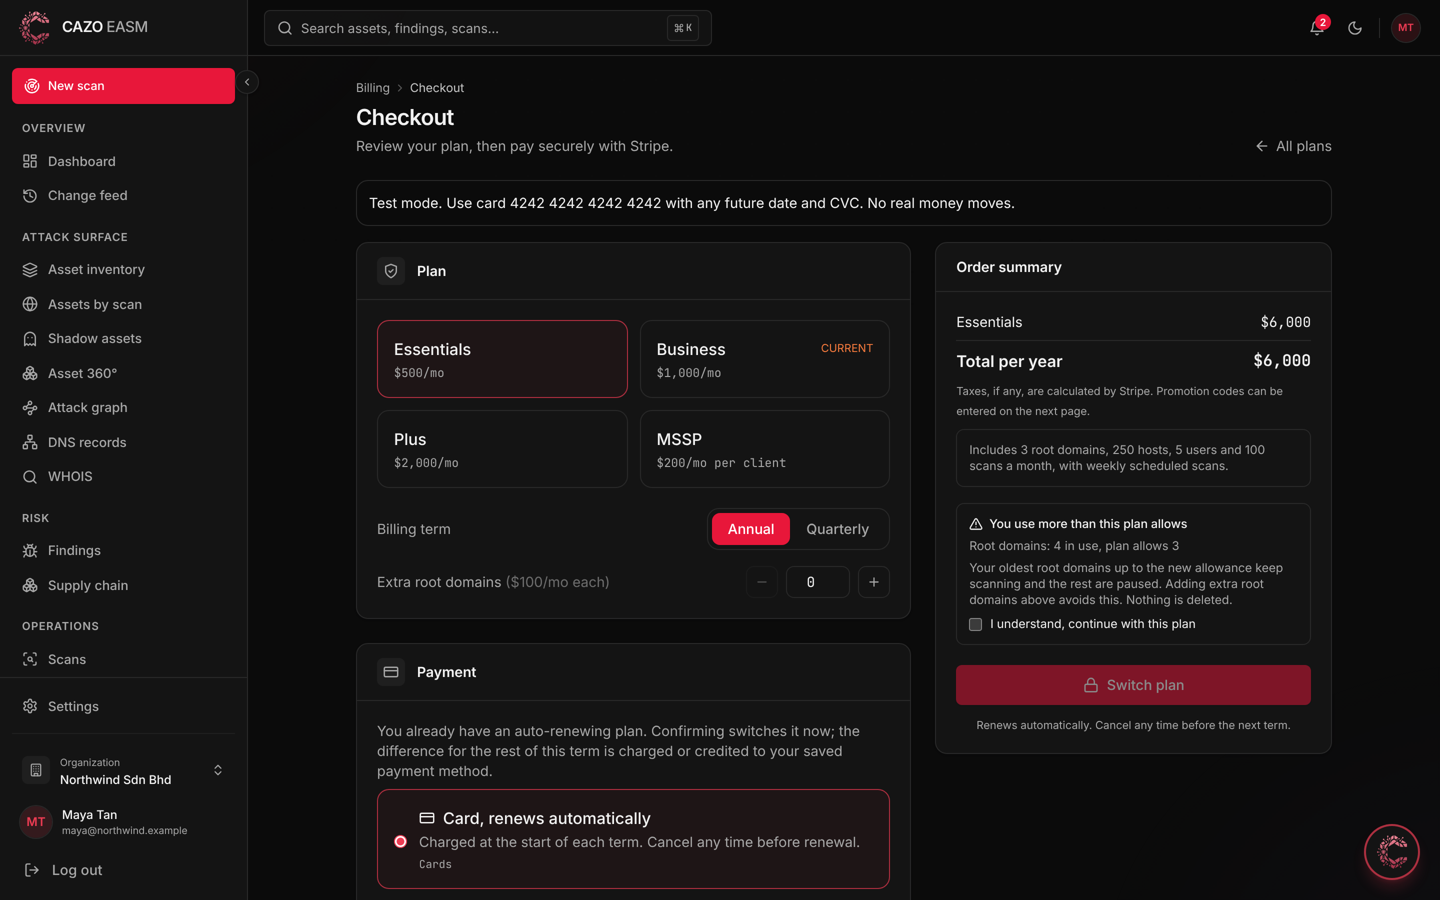 CAZO EASM
Search assets, findings, scans...
⌘K
2
MT
New scan
OVERVIEW
Dashboard
Change feed
ATTACK SURFACE
Asset inventory
Assets by scan
Shadow assets
Asset 360°
Attack graph
DNS records
WHOIS
RISK
Findings
Supply chain
OPERATIONS
Scans
Settings
Organization
Northwind Sdn Bhd
MT
Maya Tan
maya@northwind.example
Log out
Billing > Checkout
Checkout
Review your plan, then pay securely with Stripe.
← All plans
Test mode. Use card 4242 4242 4242 4242 with any future date and CVC. No real money moves.
Plan
Essentials
$500/mo
Business
CURRENT
$1,000/mo
Plus
$2,000/mo
MSSP
$200/mo per client
Billing term
Annual
Quarterly
Extra root domains ($100/mo each)
− 0 +
Payment
You already have an auto-renewing plan. Confirming switches it now; the
difference for the rest of this term is charged or credited to your saved
payment method.
Card, renews automatically
Charged at the start of each term. Cancel any time before renewal.
Cards
Order summary
Essentials $6,000
Total per year $6,000
Taxes, if any, are calculated by Stripe. Promotion codes can be
entered on the next page.
Includes 3 root domains, 250 hosts, 5 users and 100
scans a month, with weekly scheduled scans.
You use more than this plan allows
Root domains: 4 in use, plan allows 3
Your oldest root domains up to the new allowance keep
scanning and the rest are paused. Adding extra root
domains above avoids this. Nothing is deleted.
I understand, continue with this plan
Switch plan
Renews automatically. Cancel any time before the next term.